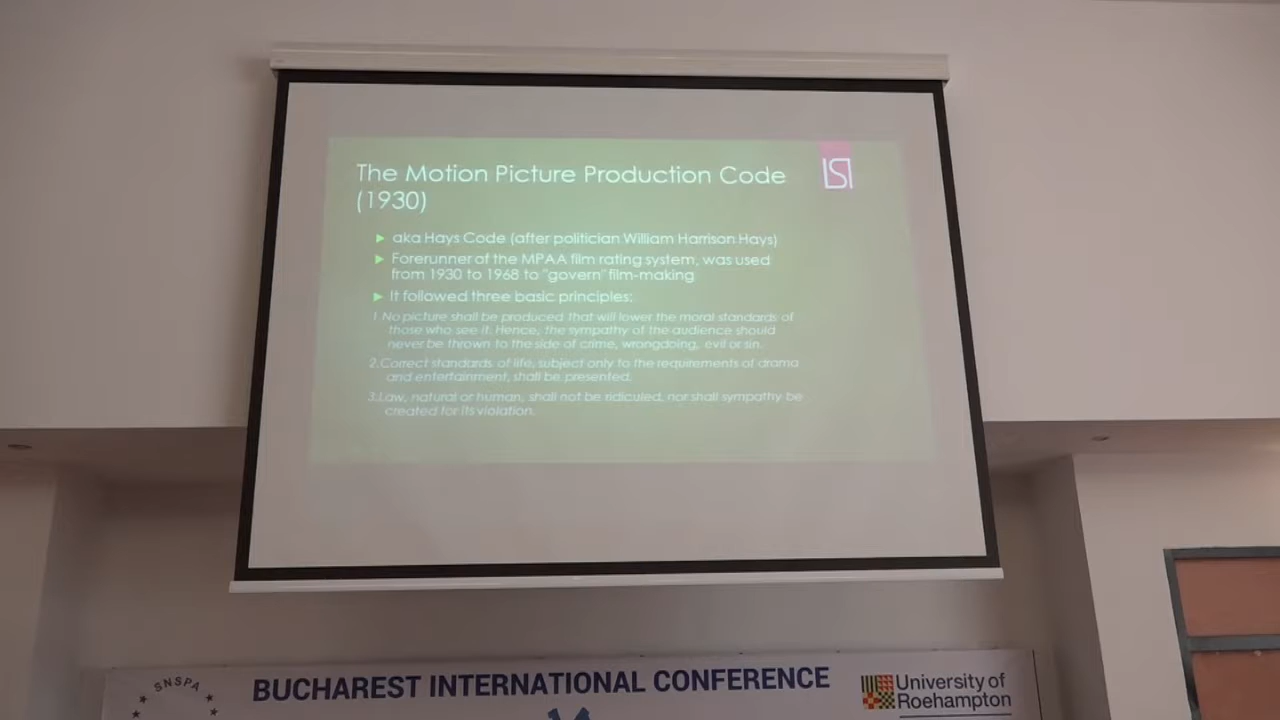 The Motion Picture Production Code
(1930)
LSI
▶ aka Hays Code (after politician William Harrison Hays)
▶ Forerunner of the MPAA film rating system, was used
from 1930 to 1968 to "govern" film-making
▶ It followed three basic principles:
1 No picture shall be produced that will lower the moral standards of
those who see it. Hence, the sympathy of the audience should
never be thrown to the side of crime, wrongdoing, evil or sin.
2.Correct standards of life, subject only to the requirements of drama
and entertainment, shall be presented.
3.Law, natural or human, shall not be ridiculed, nor shall sympathy be
created for its violation.
SNSPA
BUCHAREST INTERNATIONAL CONFERENCE
University of
Roehampton